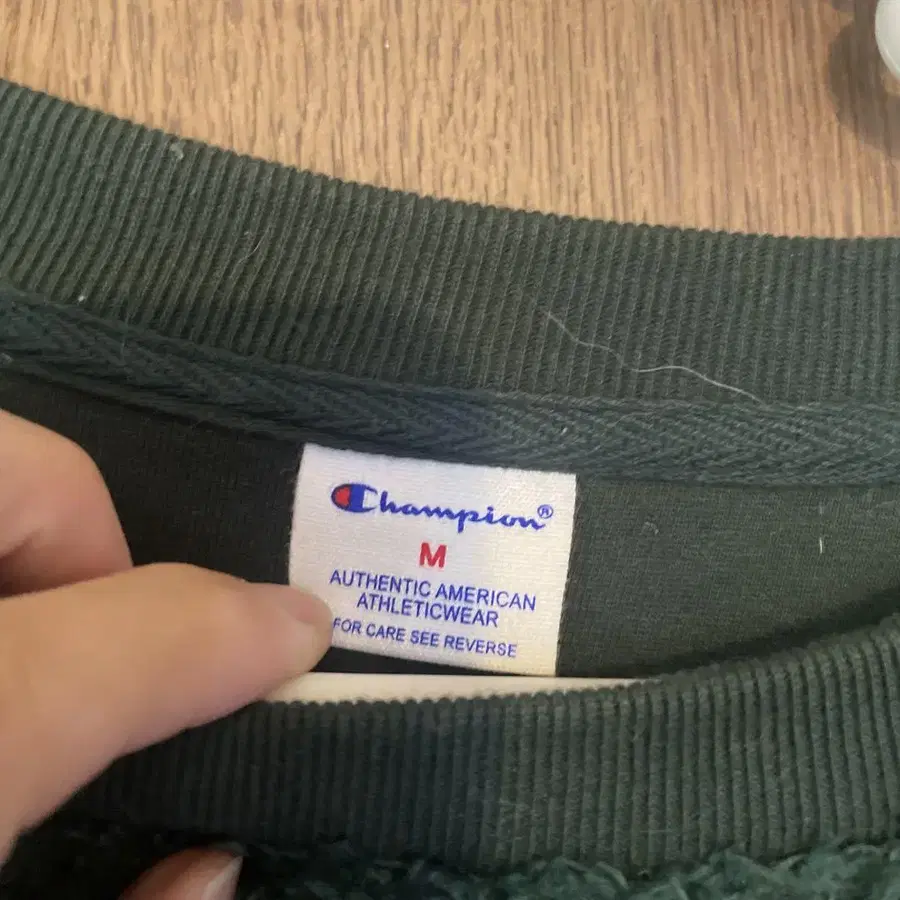 Champion®
M
AUTHENTIC AMERICAN
ATHLETICWEAR
FOR CARE SEE REVERSE